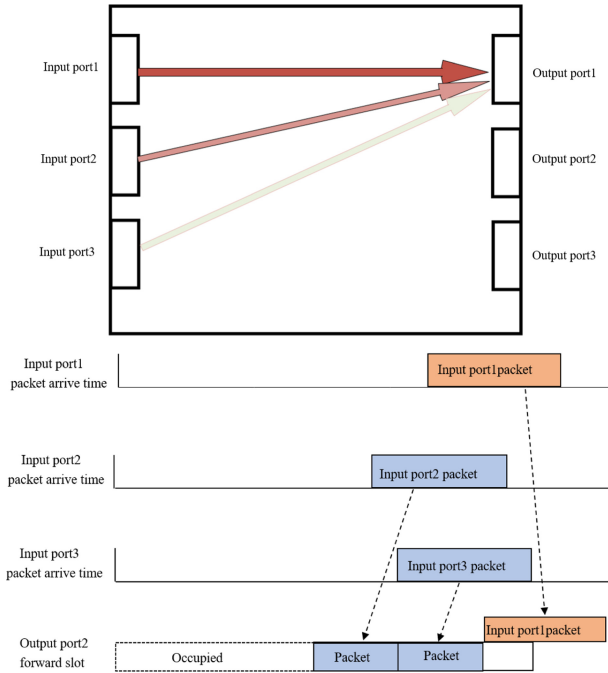 Input port1
Output port1
Input port2
Output port2
Input port3
Output port3
Input port1
packet arrive time
Input port1packet
Input port2
packet arrive time
Input port2 packet
Input port3
packet arrive time
Input port3 packet
Input port1packet
Output port2
forward slot
Occupied
Packet
Packet